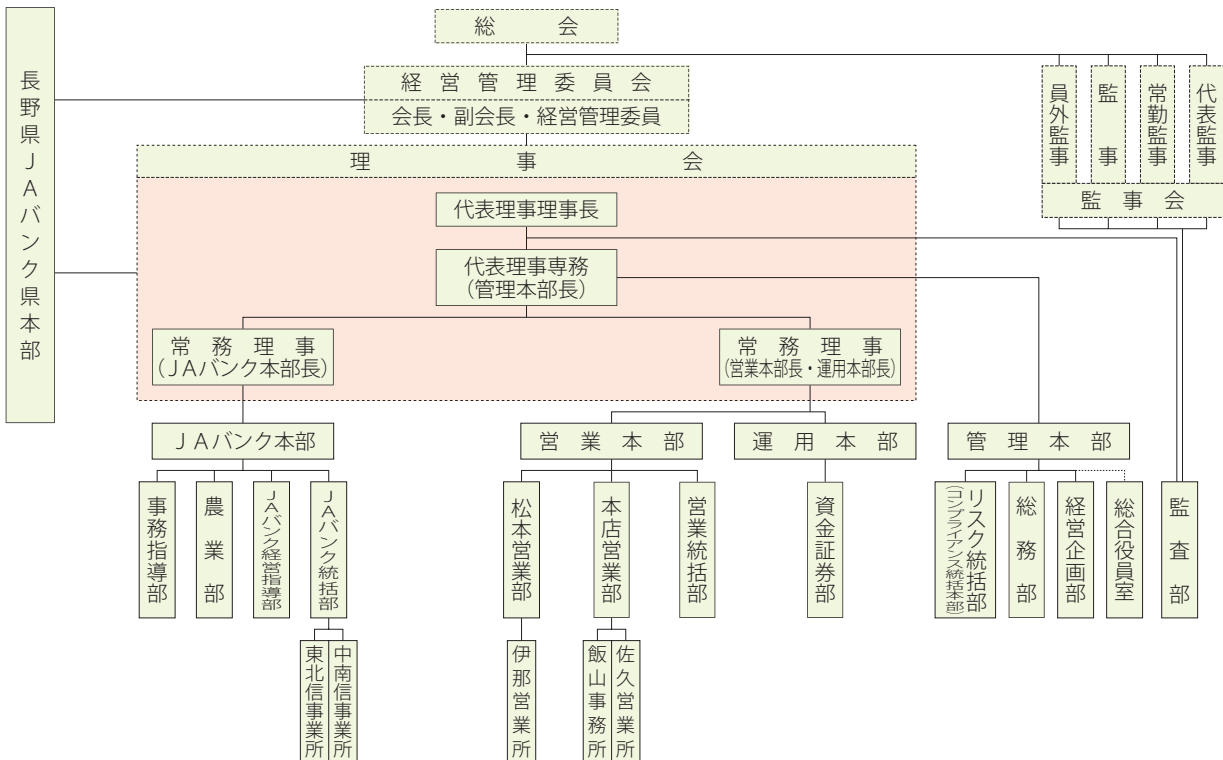 総会
長野県JAバンク県本部
経営管理委員会
会長・副会長・経営管理委員
代表監事
常勤監事
監事
員外監事
監事会
理事会
代表理事理事長
代表理事専務
(管理本部長)
常務理事
(JAバンク本部長)
常務理事
(営業本部長・運用本部長)
JAバンク本部
営業本部
運用本部
管理本部
事務指導部
農業部
JAバンク経営指導部
JAバンク統括部
松本営業部
本店営業部
営業統括部
資金証券部
リスク統括部
(コンプライアンス統括本部)
総務部
経営企画部
総合役員室
監査部
東北信事業所
中南信事業所
伊那営業所
飯山事務所
佐久営業所